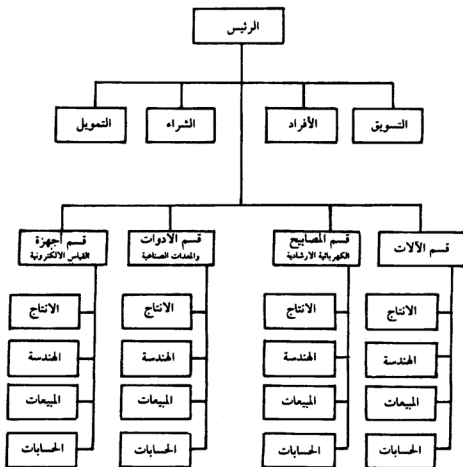 الرئيس
التسويق
الأفراد
الشراء
التمويل
قسم الآلات
قسم المصابيح
الكهربائية الارشادية
قسم الأدوات
والمعدات الصناعية
قسم أجهزة
القياس الالكترونية
الانتاج
الانتاج
الانتاج
الانتاج
الهندسة
الهندسة
الهندسة
الهندسة
المبيعات
المبيعات
المبيعات
المبيعات
الحسابات
الحسابات
الحسابات
الحسابات